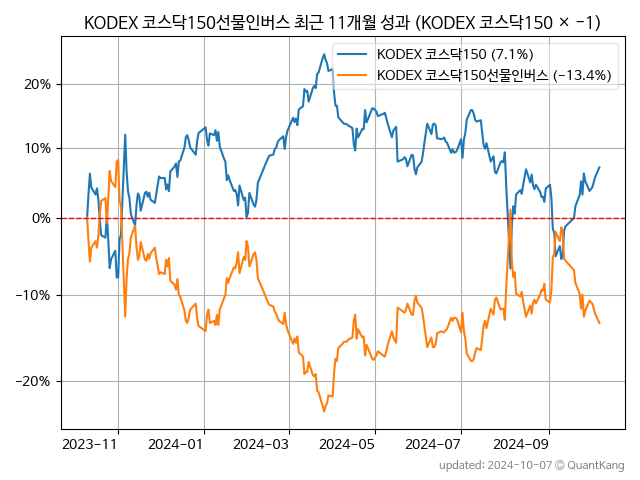 KODEX 코스닥150선물인버스 최근 11개월 성과 (KODEX 코스닥150 × -1)
KODEX 코스닥150 (7.1%)
KODEX 코스닥150선물인버스 (-13.4%)
20%
10%
0%
-10%
-20%
2023-11 2024-01 2024-03 2024-05 2024-07 2024-09
updated: 2024-10-07 © QuantKang